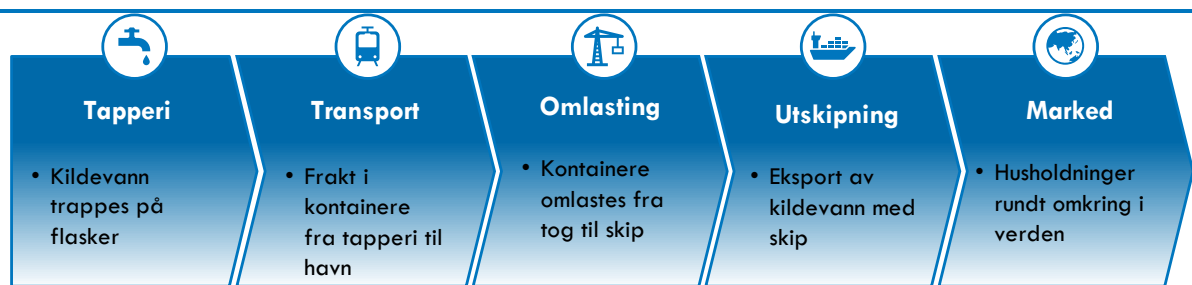 Tapperi
• Kildevann
trappes på
flasker
Transport
• Frakt i
kontainere
fra tapperi til
havn
Omlasting
• Kontainere
omlastes fra
tog til skip
Utskipning
• Eksport av
kildevann med
skip
Marked
• Husholdninger
rundt omkring i
verden